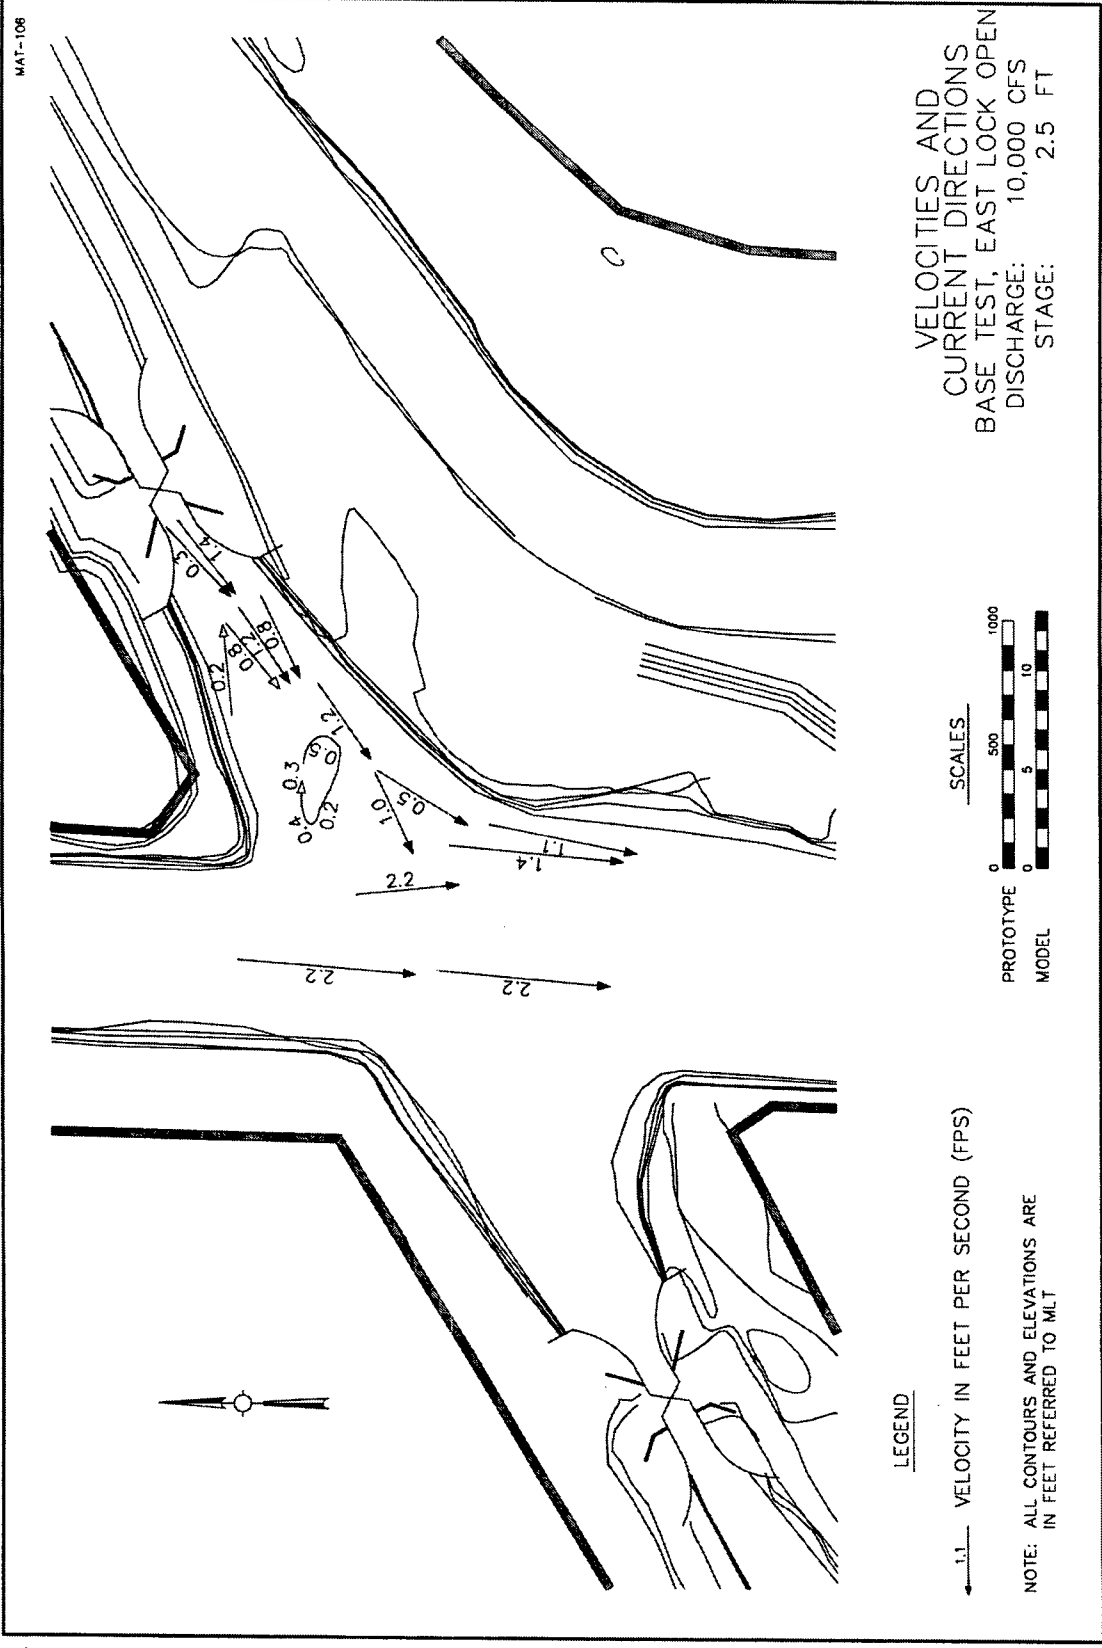 MAT-106
0.3
1.4
0.2
0.8
1.2
0.8
1.2
0.3
0.5
0.4
0.2
1.0
0.5
1.1
1.4
2.2
2.2
2.2
LEGEND
1.1 VELOCITY IN FEET PER SECOND (FPS)
NOTE: ALL CONTOURS AND ELEVATIONS ARE
IN FEET REFERRED TO MLT
SCALES
PROTOTYPE 0 500 1000
MODEL 0 5 10
VELOCITIES AND
CURRENT DIRECTIONS
BASE TEST, EAST LOCK OPEN
DISCHARGE: 10,000 CFS
STAGE: 2.5 FT